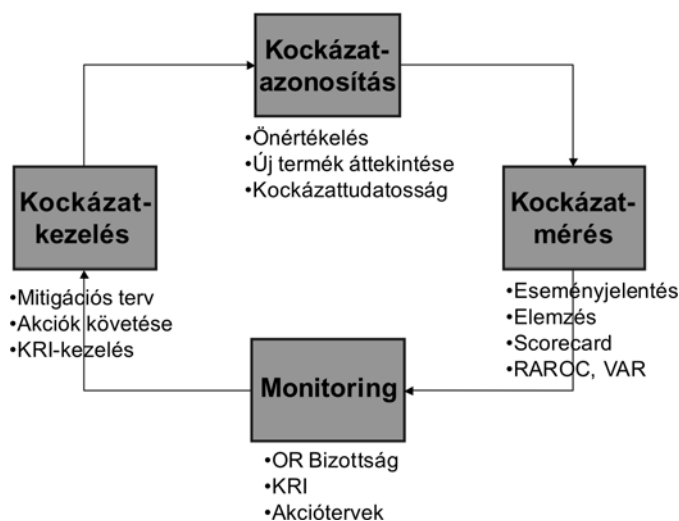 Kockázat-
azonosítás
•Önértékelés
•Új termék áttekintése
•Kockázattudatosság
Kockázat-
mérés
•Eseményjelentés
•Elemzés
•Scorecard
•RAROC, VAR
Monitoring
•OR Bizottság
•KRI
•Akciótervek
Kockázat-
kezelés
•Mitigációs terv
•Akciók követése
•KRI-kezelés